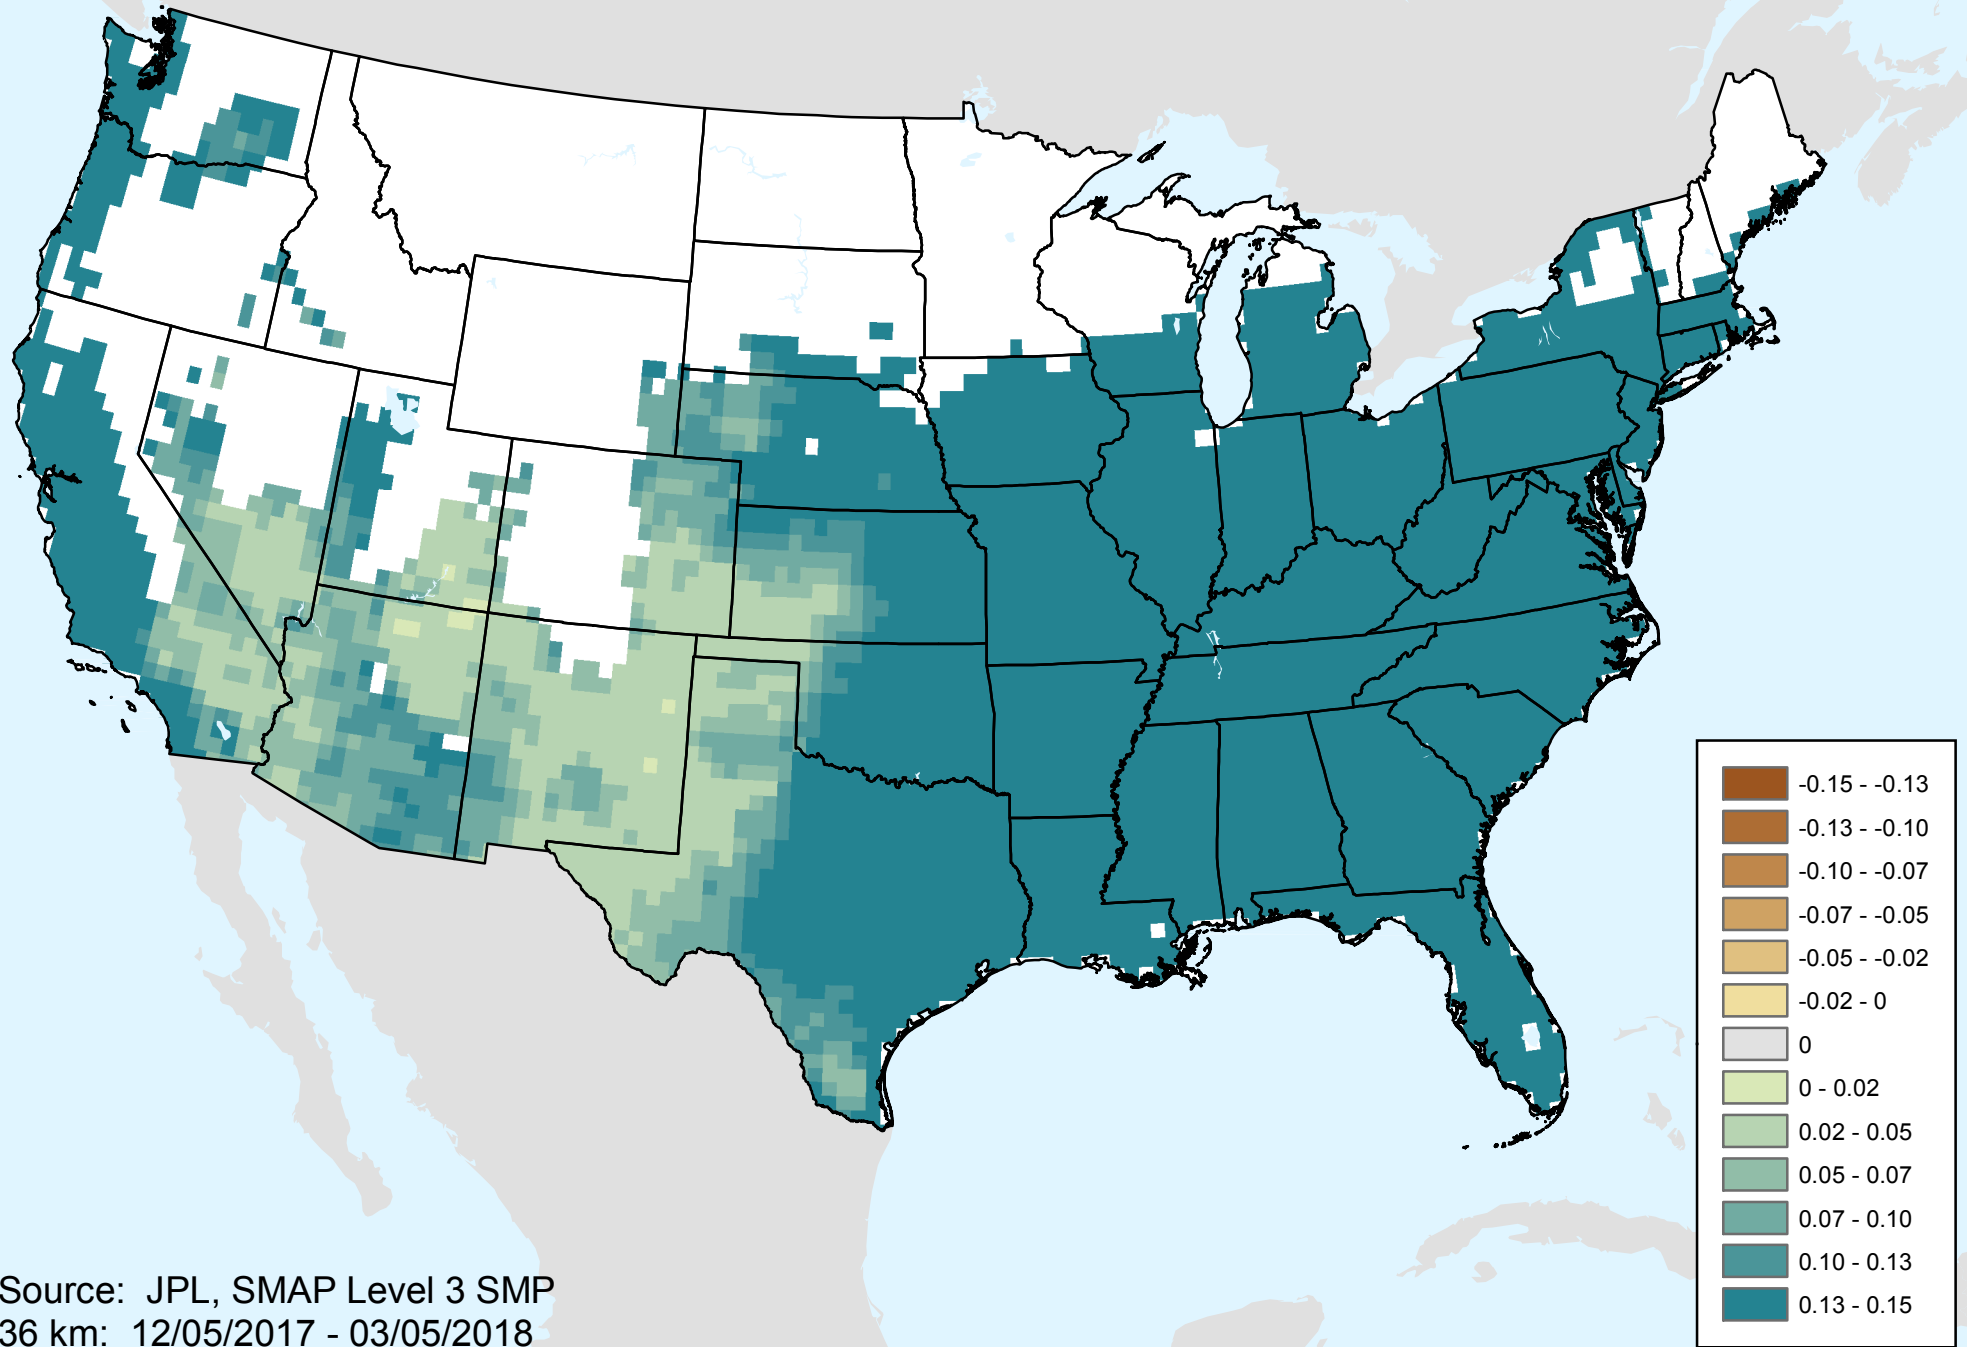 -0.15 - -0.13
-0.13 - -0.10
-0.10 - -0.07
-0.07 - -0.05
-0.05 - -0.02
-0.02 - 0
0
0 - 0.02
0.02 - 0.05
0.05 - 0.07
0.07 - 0.10
0.10 - 0.13
0.13 - 0.15
Source: JPL, SMAP Level 3 SMP
36 km: 12/05/2017 - 03/05/2018